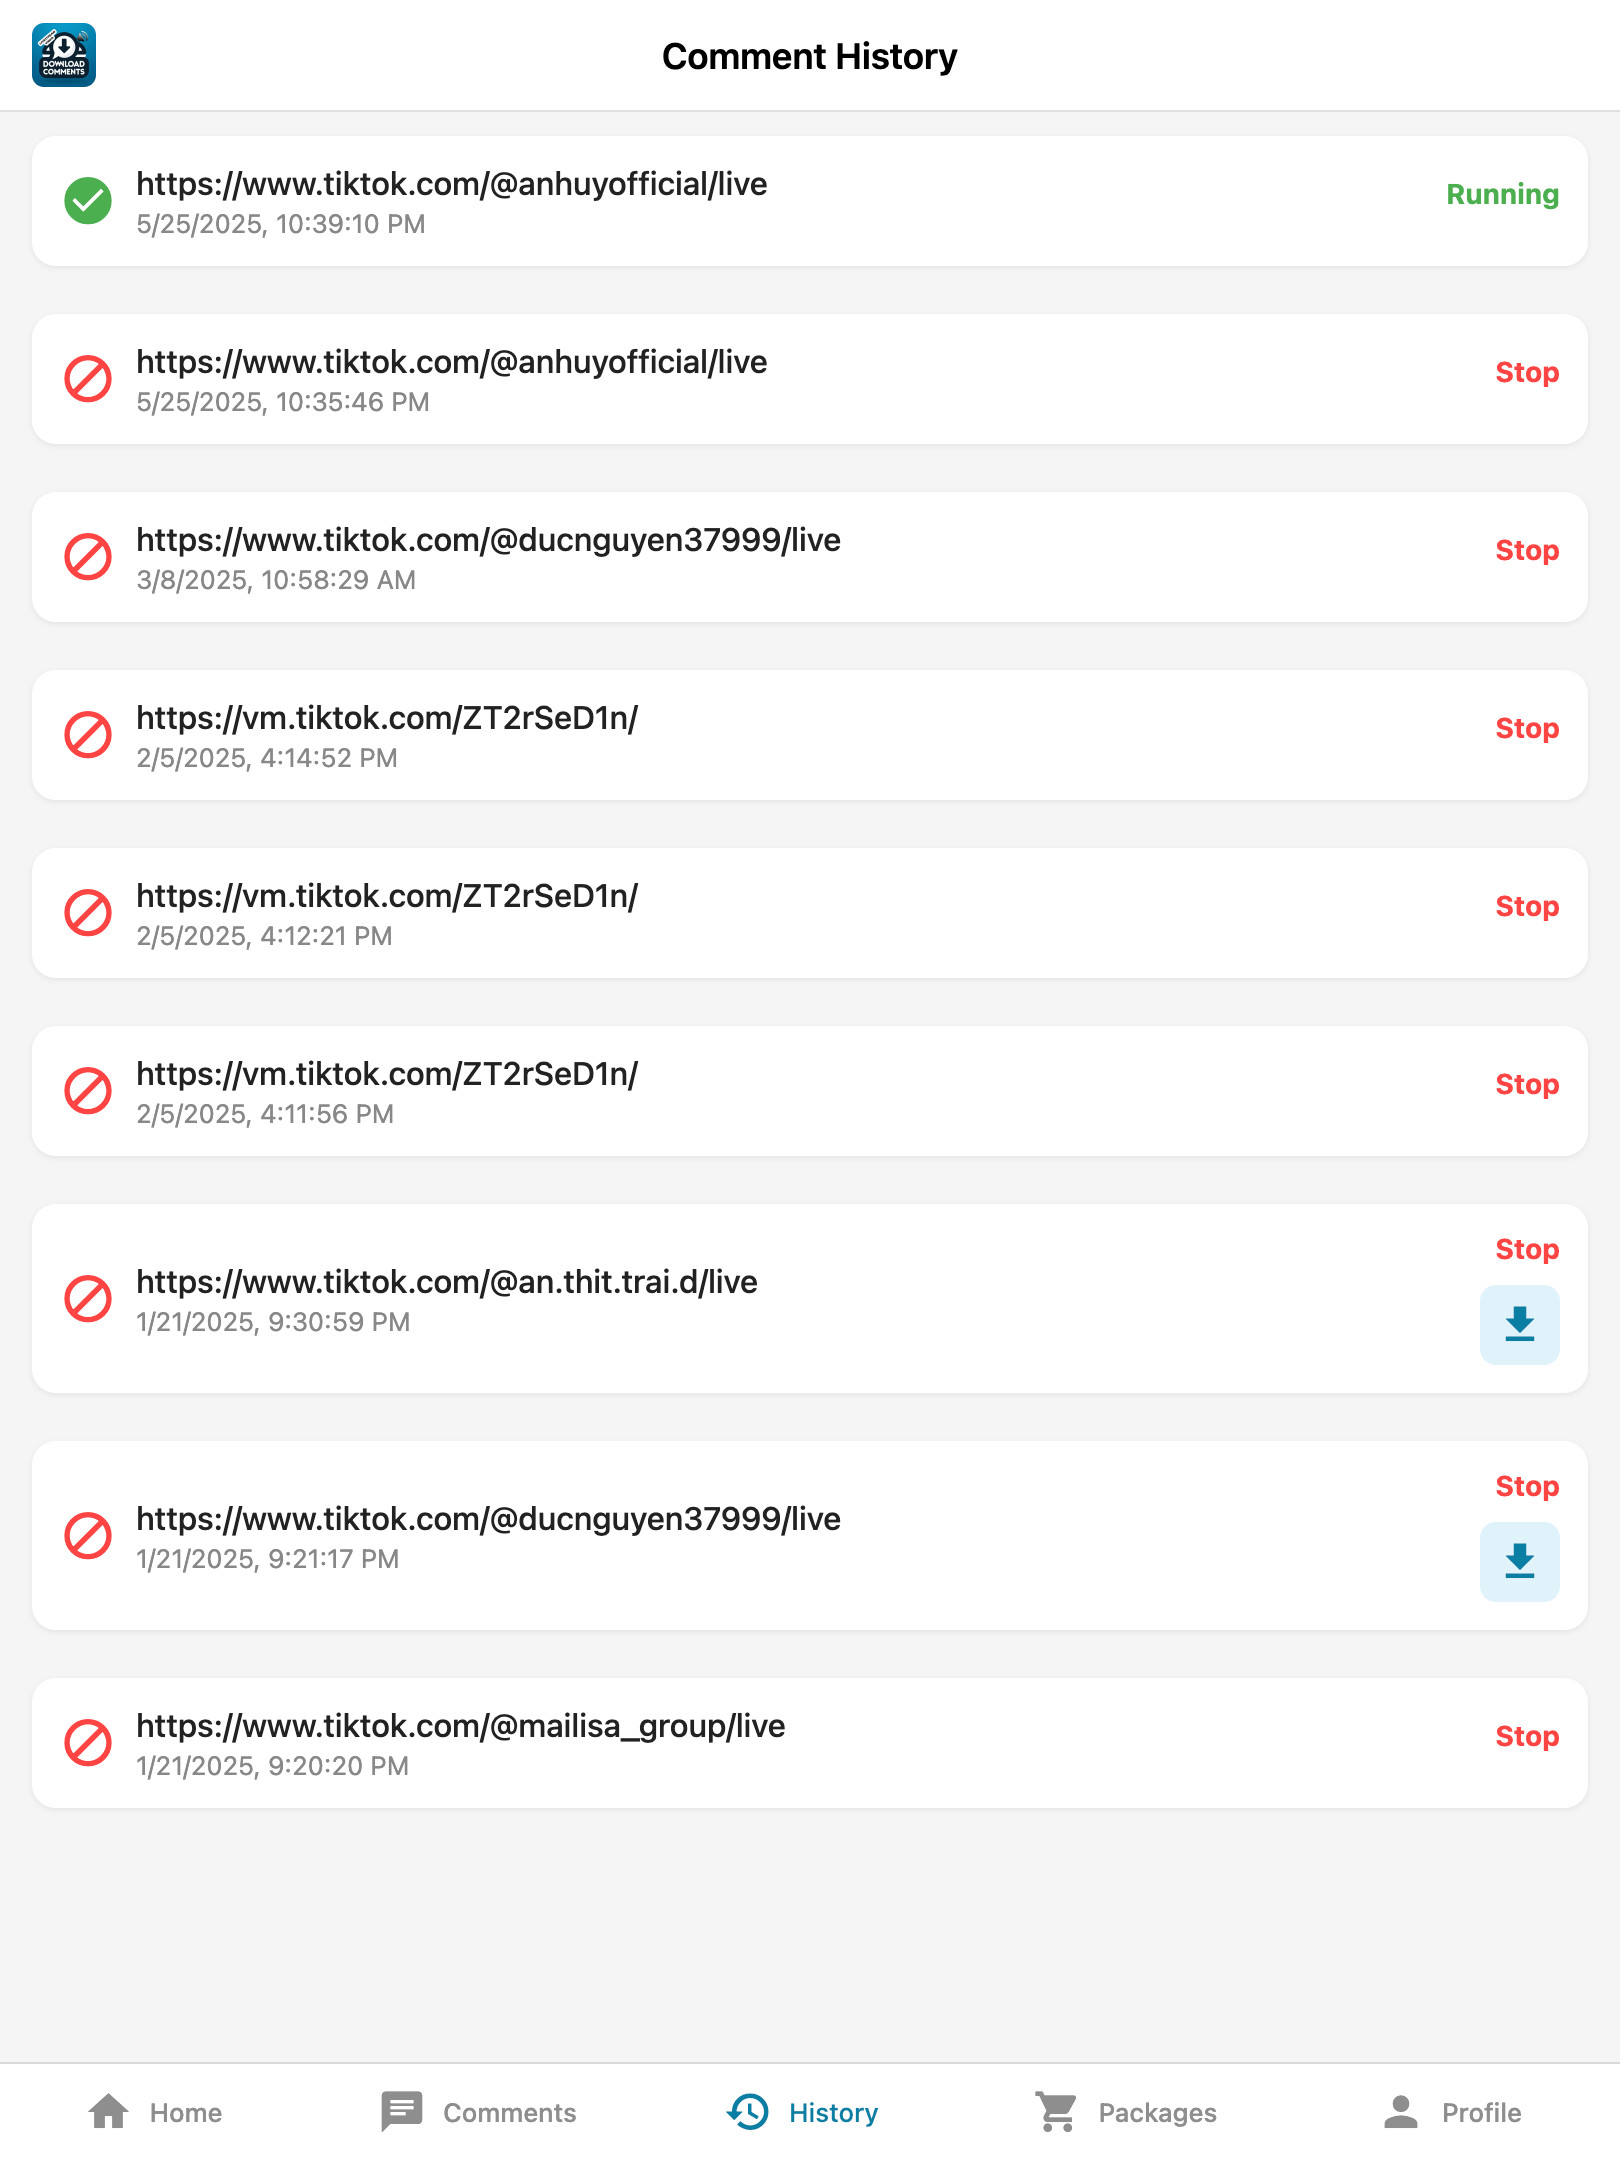 DOWNLOAD
COMMENTS
Comment History
https://www.tiktok.com/@anhuyofficial/live
5/25/2025, 10:39:10 PM
Running
https://www.tiktok.com/@anhuyofficial/live
5/25/2025, 10:35:46 PM
Stop
https://www.tiktok.com/@ducnguyen37999/live
3/8/2025, 10:58:29 AM
Stop
https://vm.tiktok.com/ZT2rSeD1n/
2/5/2025, 4:14:52 PM
Stop
https://vm.tiktok.com/ZT2rSeD1n/
2/5/2025, 4:12:21 PM
Stop
https://vm.tiktok.com/ZT2rSeD1n/
2/5/2025, 4:11:56 PM
Stop
https://www.tiktok.com/@an.thit.trai.d/live
1/21/2025, 9:30:59 PM
Stop
https://www.tiktok.com/@ducnguyen37999/live
1/21/2025, 9:21:17 PM
Stop
https://www.tiktok.com/@mailisa_group/live
1/21/2025, 9:20:20 PM
Stop
Home
Comments
History
Packages
Profile